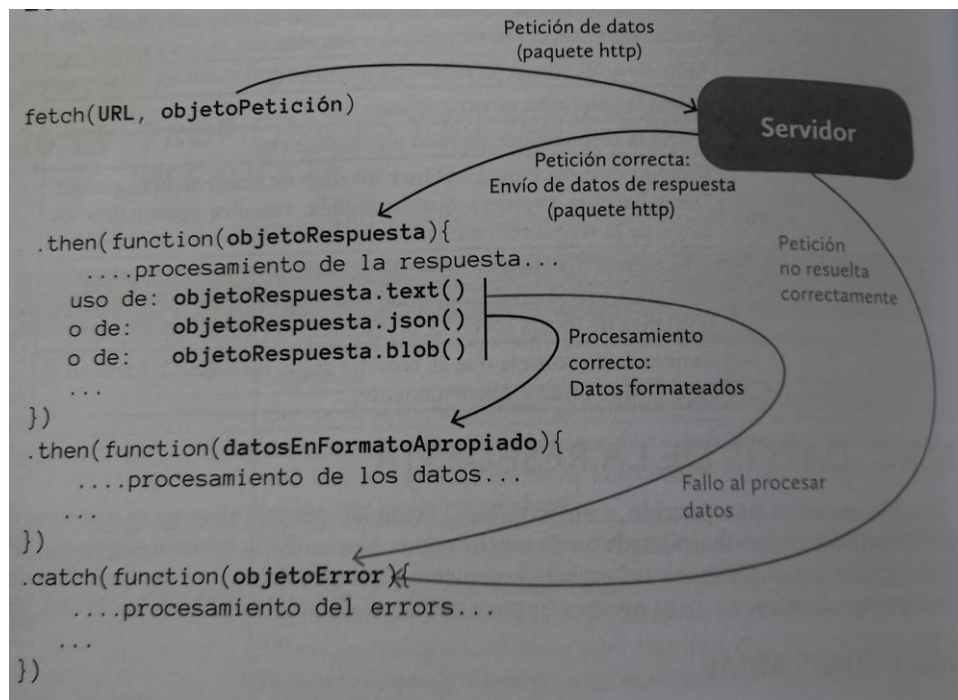 Petición de datos
(paquete http)
fetch(URL, objetoPetición)
Servidor
Petición correcta:
Envío de datos de respuesta
(paquete http)
.then(function(objetoRespuesta){
....procesamiento de la respuesta...
uso de: objetoRespuesta.text()
o de: objetoRespuesta.json()
o de: objetoRespuesta.blob()
...
})
Petición
no resuelta
correctamente
Procesamiento
correcto:
Datos formateados
.then(function(datosEnFormatoApropiado){
....procesamiento de los datos...
...
})
Fallo al procesar
datos
.catch(function(objetoError){
....procesamiento del errors...
...
})